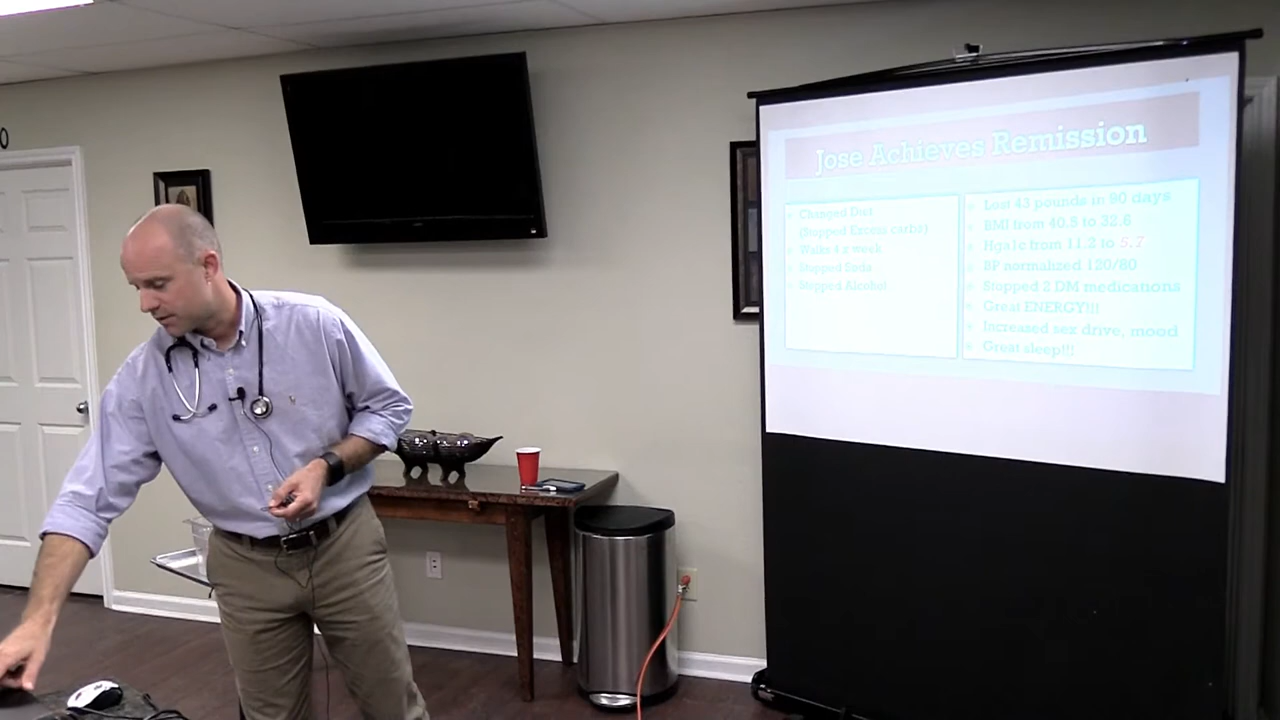 Jose Achieves Remission
Changed Diet
(Stopped Excess carbs)
Walks 4 x week
Stopped Soda
Stopped Alcohol
Lost 43 pounds in 90 days
BMI from 40.5 to 32.6
Hga1c from 11.2 to 5.7
BP normalized 120/80
Stopped 2 DM medications
Great ENERGY!!!
Increased sex drive, mood
Great sleep!!!
0